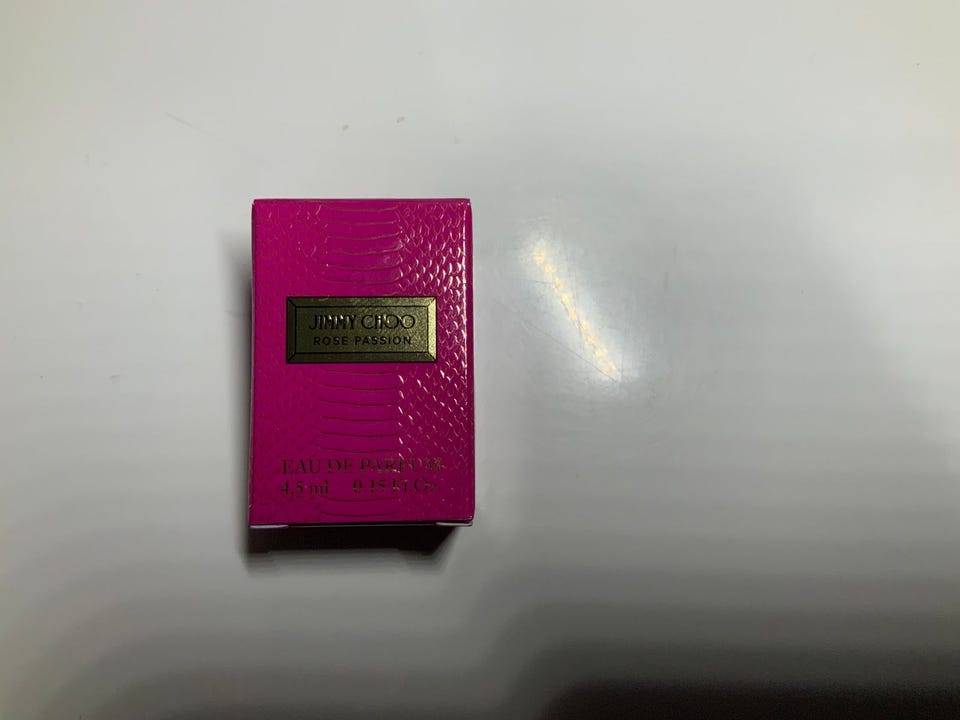 JIMMY CHOO
ROSE PASSION
EAU DE PARFUM
4,5 ml 0.15 Fl.Oz.